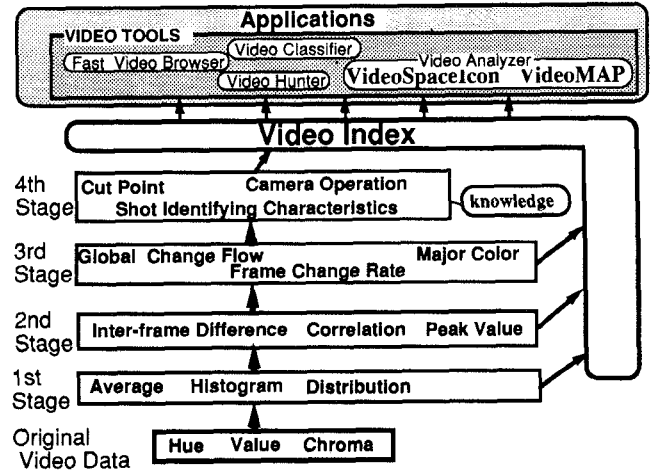 Applications
VIDEO TOOLS
Video Classifier
Fast Video Browser
Video Hunter
Video Analyzer
VideoSpaceIcon VideoMAP
Video Index
4th
Stage
Cut Point Camera Operation
Shot Identifying Characteristics
knowledge
3rd
Stage
Global Change Flow Major Color
Frame Change Rate
2nd
Stage
Inter-frame Difference Correlation Peak Value
1st
Stage
Average Histogram Distribution
Original
Video Data
Hue Value Chroma